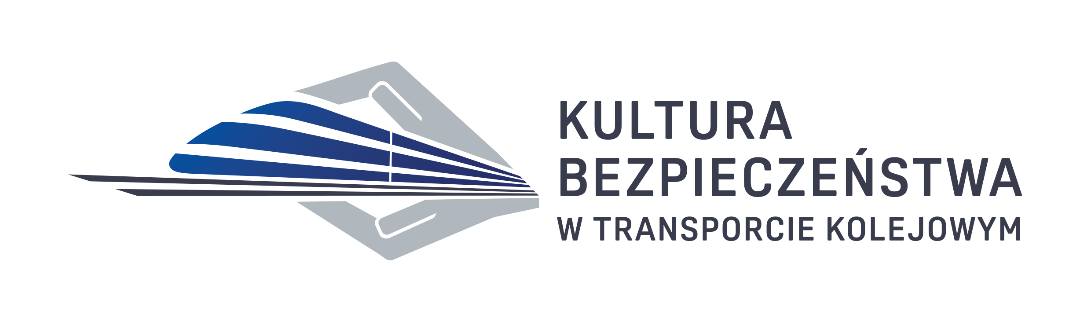 KULTURA
BEZPIECZEŃSTWA
W TRANSPORCIE KOLEJOWYM